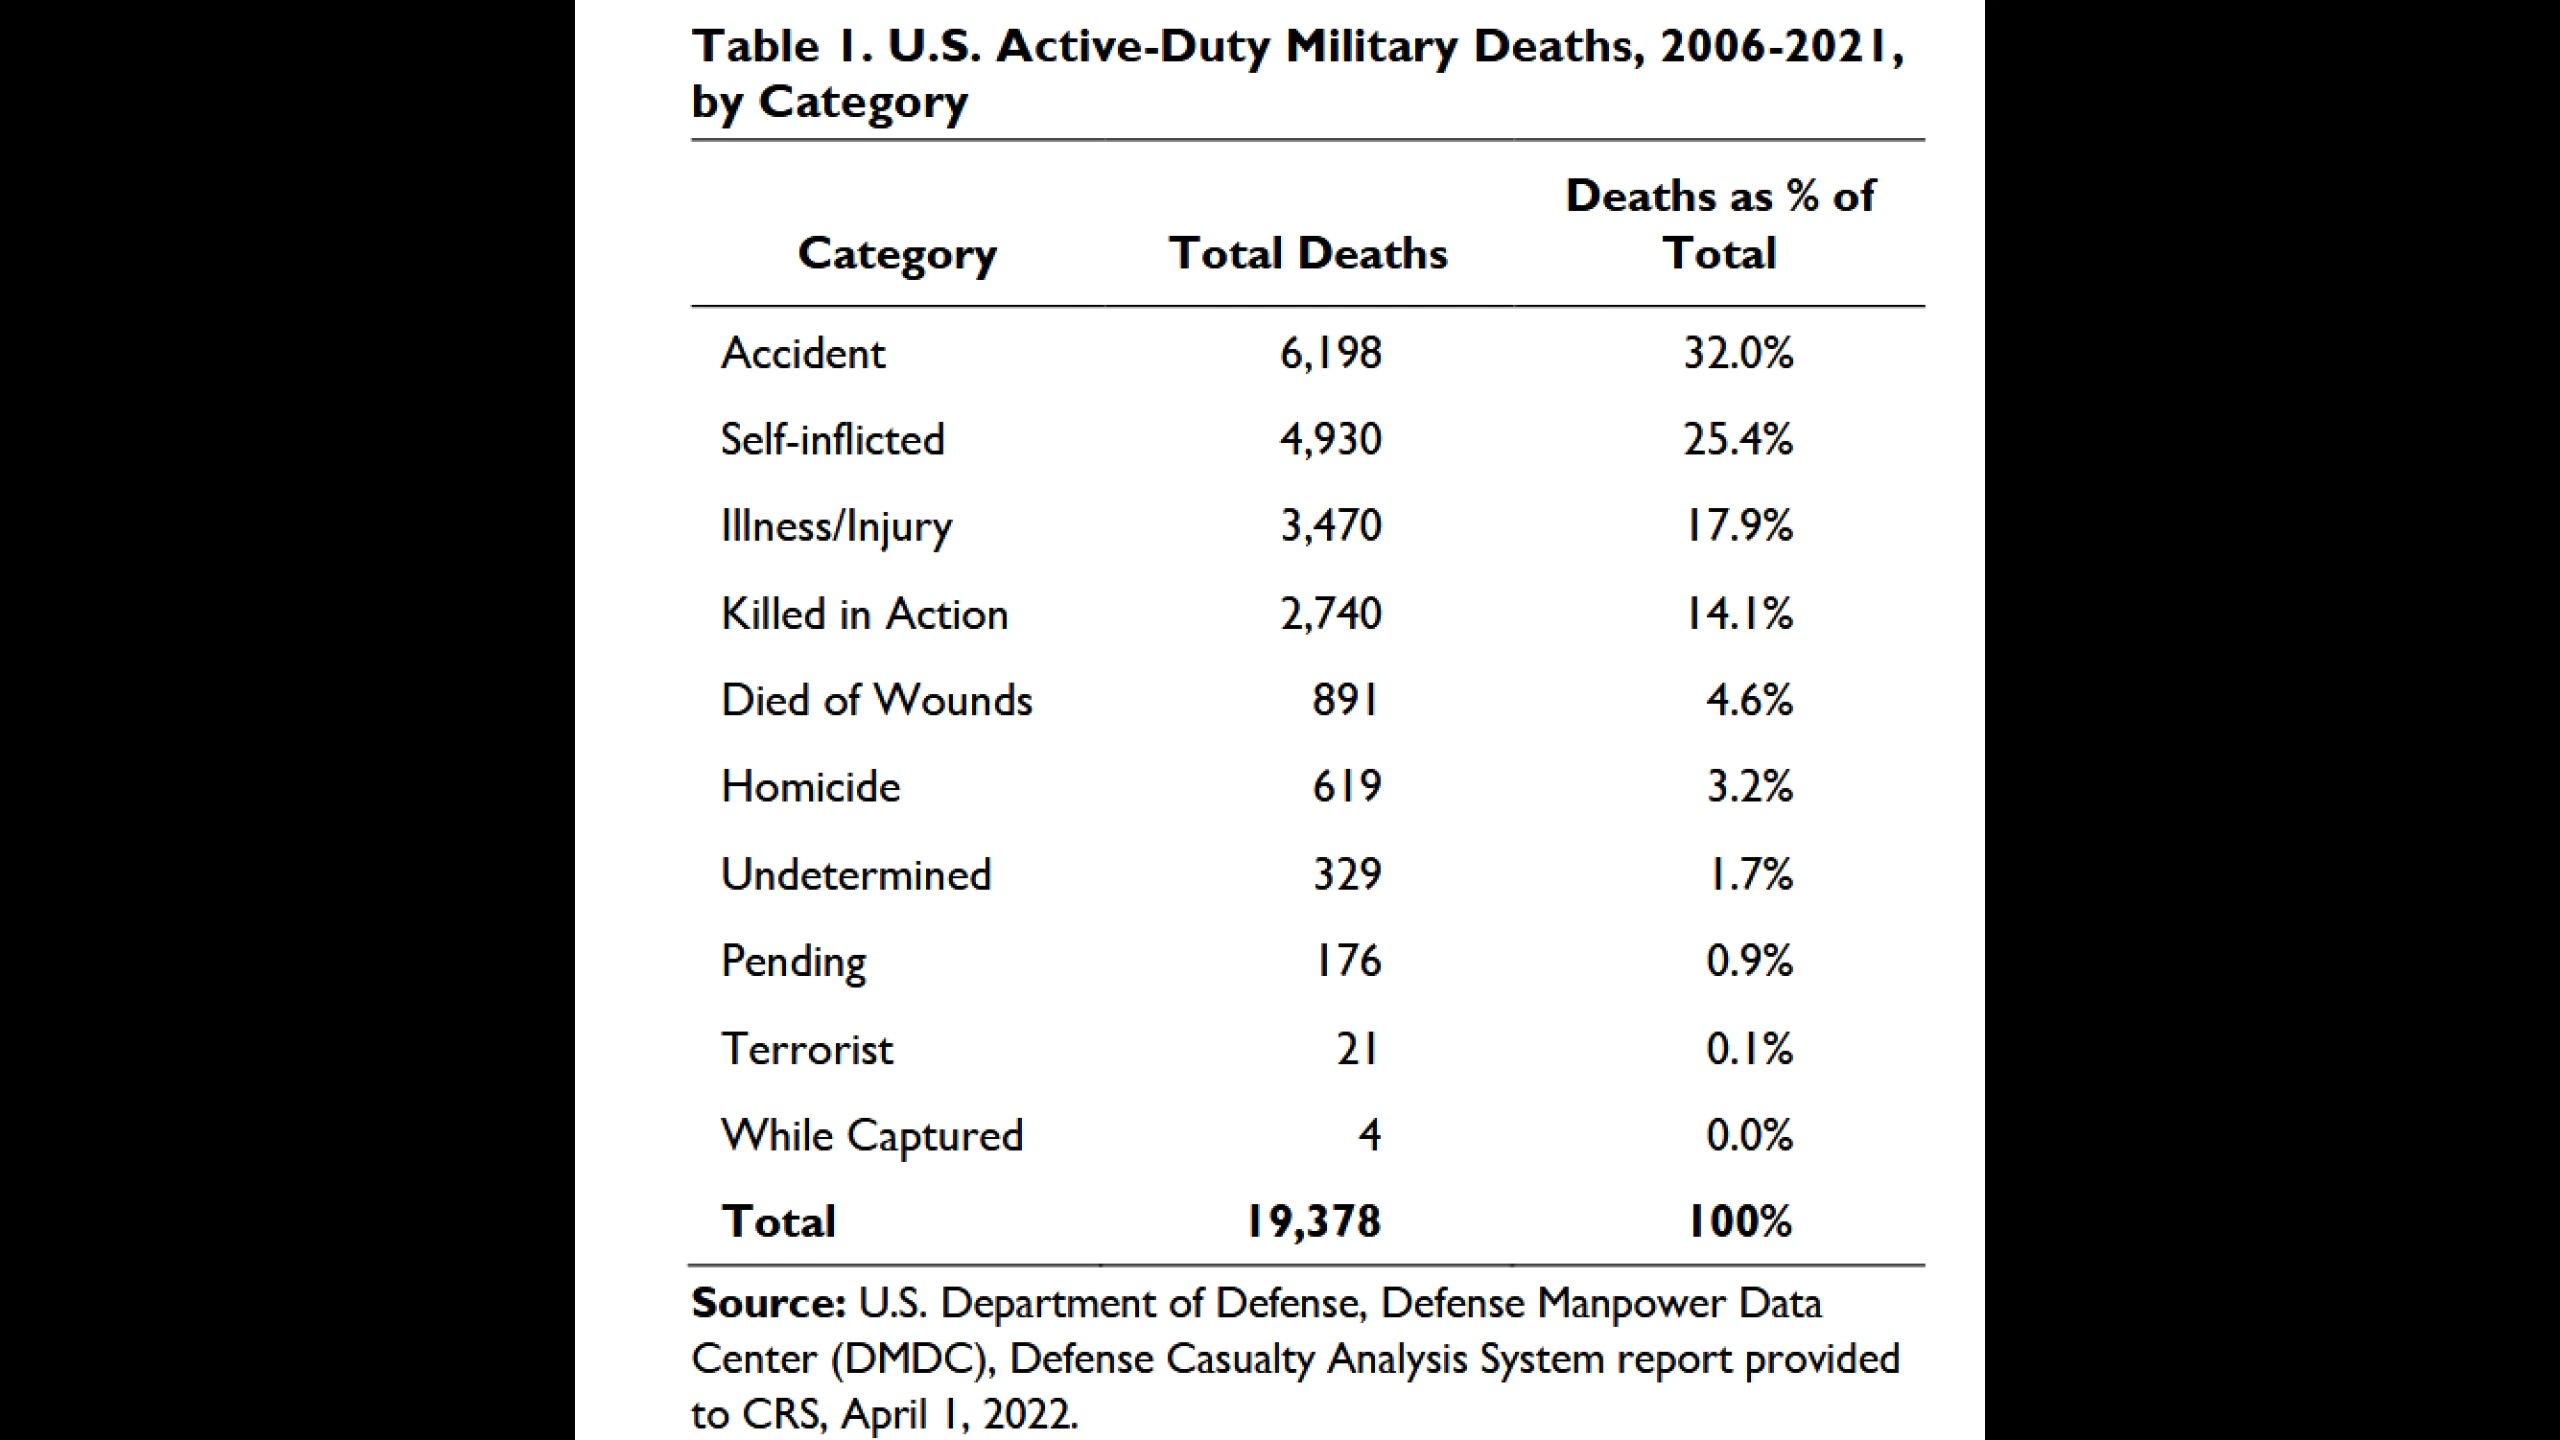 Table 1. U.S. Active-Duty Military Deaths, 2006-2021,
by Category
Deaths as % of
Category Total Deaths Total
Accident 6,198 32.0%
Self-inflicted 4,930 25.4%
Illness/Injury 3,470 17.9%
Killed in Action 2,740 14.1%
Died of Wounds 891 4.6%
Homicide 619 3.2%
Undetermined 329 1.7%
Pending 176 0.9%
Terrorist 21 0.1%
While Captured 4 0.0%
Total 19,378 100%
Source: U.S. Department of Defense, Defense Manpower Data
Center (DMDC), Defense Casualty Analysis System report provided
to CRS, April 1, 2022.